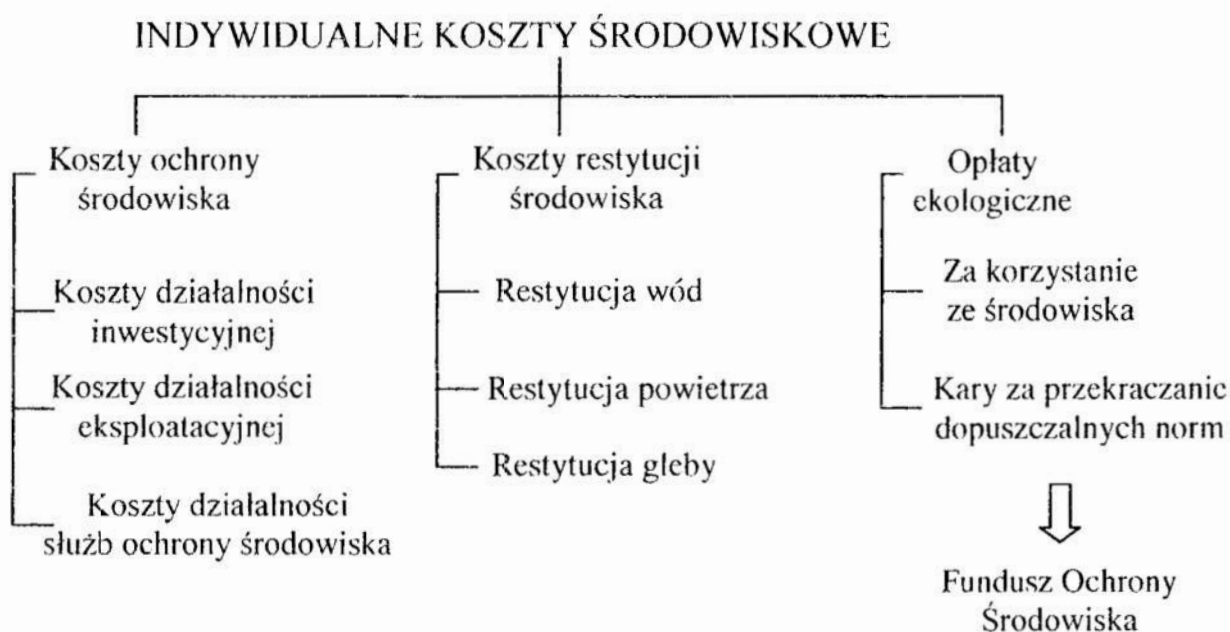 INDYWIDUALNE KOSZTY ŚRODOWISKOWE
Koszty ochrony
środowiska
Koszty działalności
inwestycyjnej
Koszty działalności
eksploatacyjnej
Koszty działalności
służb ochrony środowiska
Koszty restytucji
środowiska
Restytucja wód
Restytucja powietrza
Restytucja gleby
Opłaty
ekologiczne
Za korzystanie
ze środowiska
Kary za przekraczanie
dopuszczalnych norm
Fundusz Ochrony
Środowiska